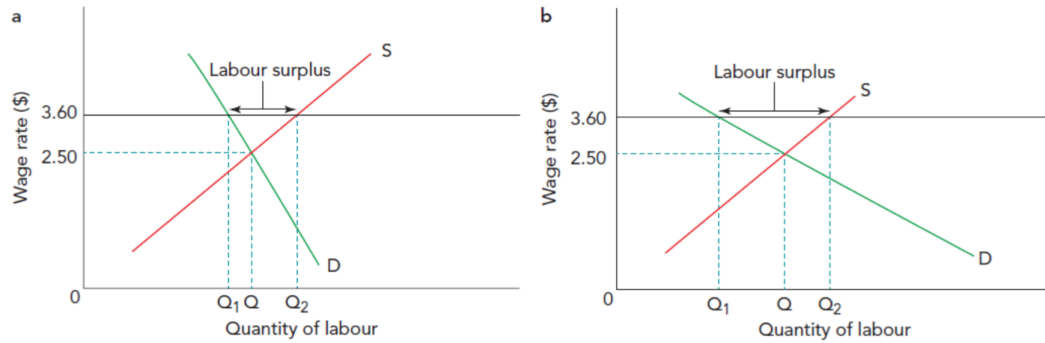 a
Wage rate ($)
3.60
2.50
0
Labour surplus
S
D
Q₁ Q Q₂
Quantity of labour
b
Wage rate ($)
3.60
2.50
0
Labour surplus
S
D
Q₁ Q Q₂
Quantity of labour